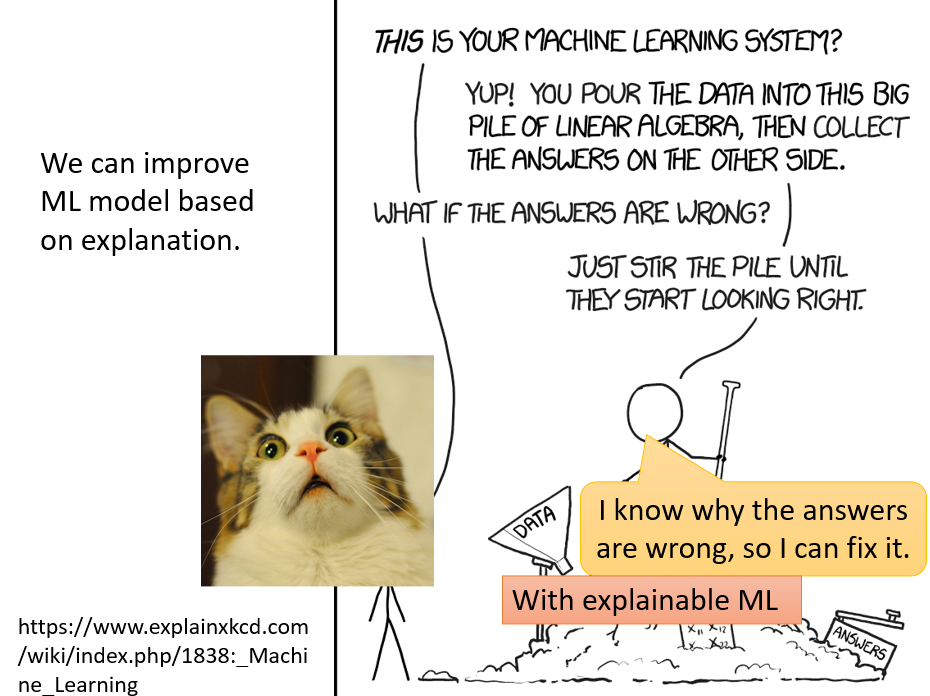 We can improve
ML model based
on explanation.
THIS IS YOUR MACHINE LEARNING SYSTEM?
YUP! YOU POUR THE DATA INTO THIS BIG
PILE OF LINEAR ALGEBRA, THEN COLLECT
THE ANSWERS ON THE OTHER SIDE.
WHAT IF THE ANSWERS ARE WRONG?
JUST STIR THE PILE UNTIL
THEY START LOOKING RIGHT.
DATA
I know why the answers
are wrong, so I can fix it.
With explainable ML
ANSWERS
https://www.explainxkcd.com
/wiki/index.php/1838:_Machi
ne_Learning